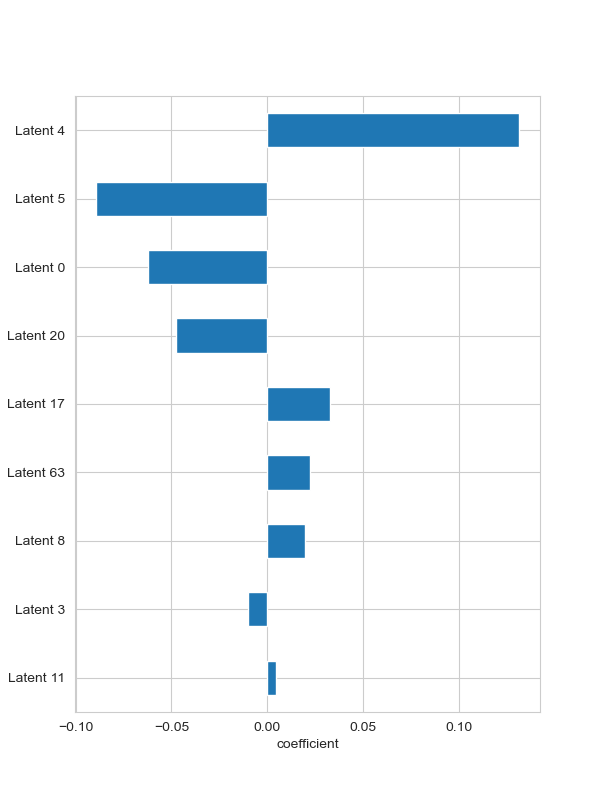 Latent 4
Latent 5
Latent 0
Latent 20
Latent 17
Latent 63
Latent 8
Latent 3
Latent 11
−0.10 −0.05 0.00 0.05 0.10
coefficient